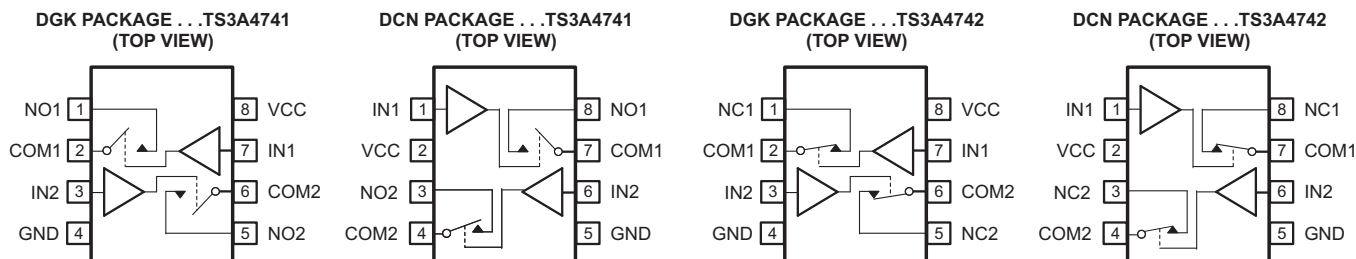 DGK PACKAGE . . .TS3A4741
(TOP VIEW)
NO1 1
COM1 2
IN2 3
GND 4
8 VCC
7 IN1
6 COM2
5 NO2
DCN PACKAGE . . .TS3A4741
(TOP VIEW)
IN1 1
VCC 2
NO2 3
COM2 4
8 NO1
7 COM1
6 IN2
5 GND
DGK PACKAGE . . .TS3A4742
(TOP VIEW)
NC1 1
COM1 2
IN2 3
GND 4
8 VCC
7 IN1
6 COM2
5 NC2
DCN PACKAGE . . .TS3A4742
(TOP VIEW)
IN1 1
VCC 2
NC2 3
COM2 4
8 NC1
7 COM1
6 IN2
5 GND